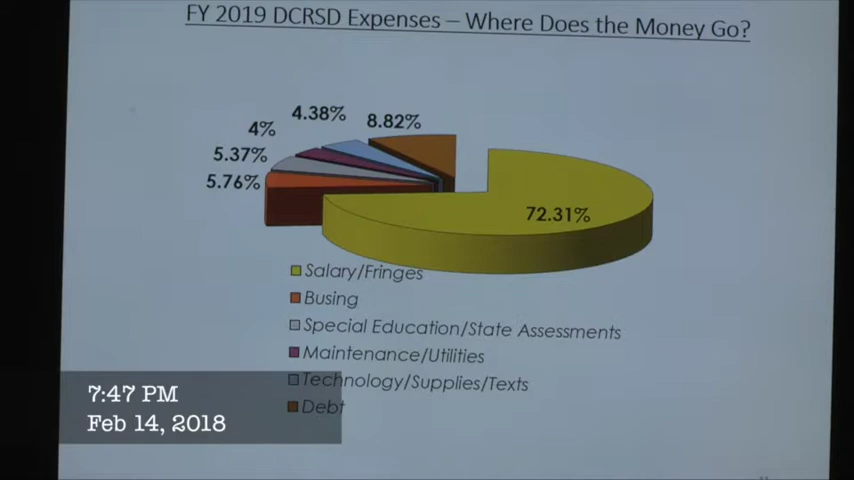 FY 2019 DCRSD Expenses – Where Does the Money Go?
4.38%
8.82%
4%
5.37%
5.76%
72.31%
Salary/Fringes
Busing
Special Education/State Assessments
Maintenance/Utilities
Technology/Supplies/Texts
Debt
7:47 PM
Feb 14, 2018